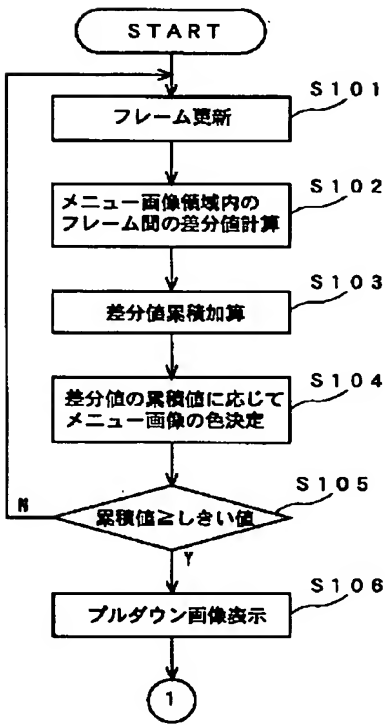 START
S101
フレーム更新
S102
メニュー画像領域内の
フレーム間の差分値計算
S103
差分値累積加算
S104
差分値の累積値に応じて
メニュー画像の色決定
S105
累積値≧しきい値
N
Y
S106
プルダウン画像表示
1